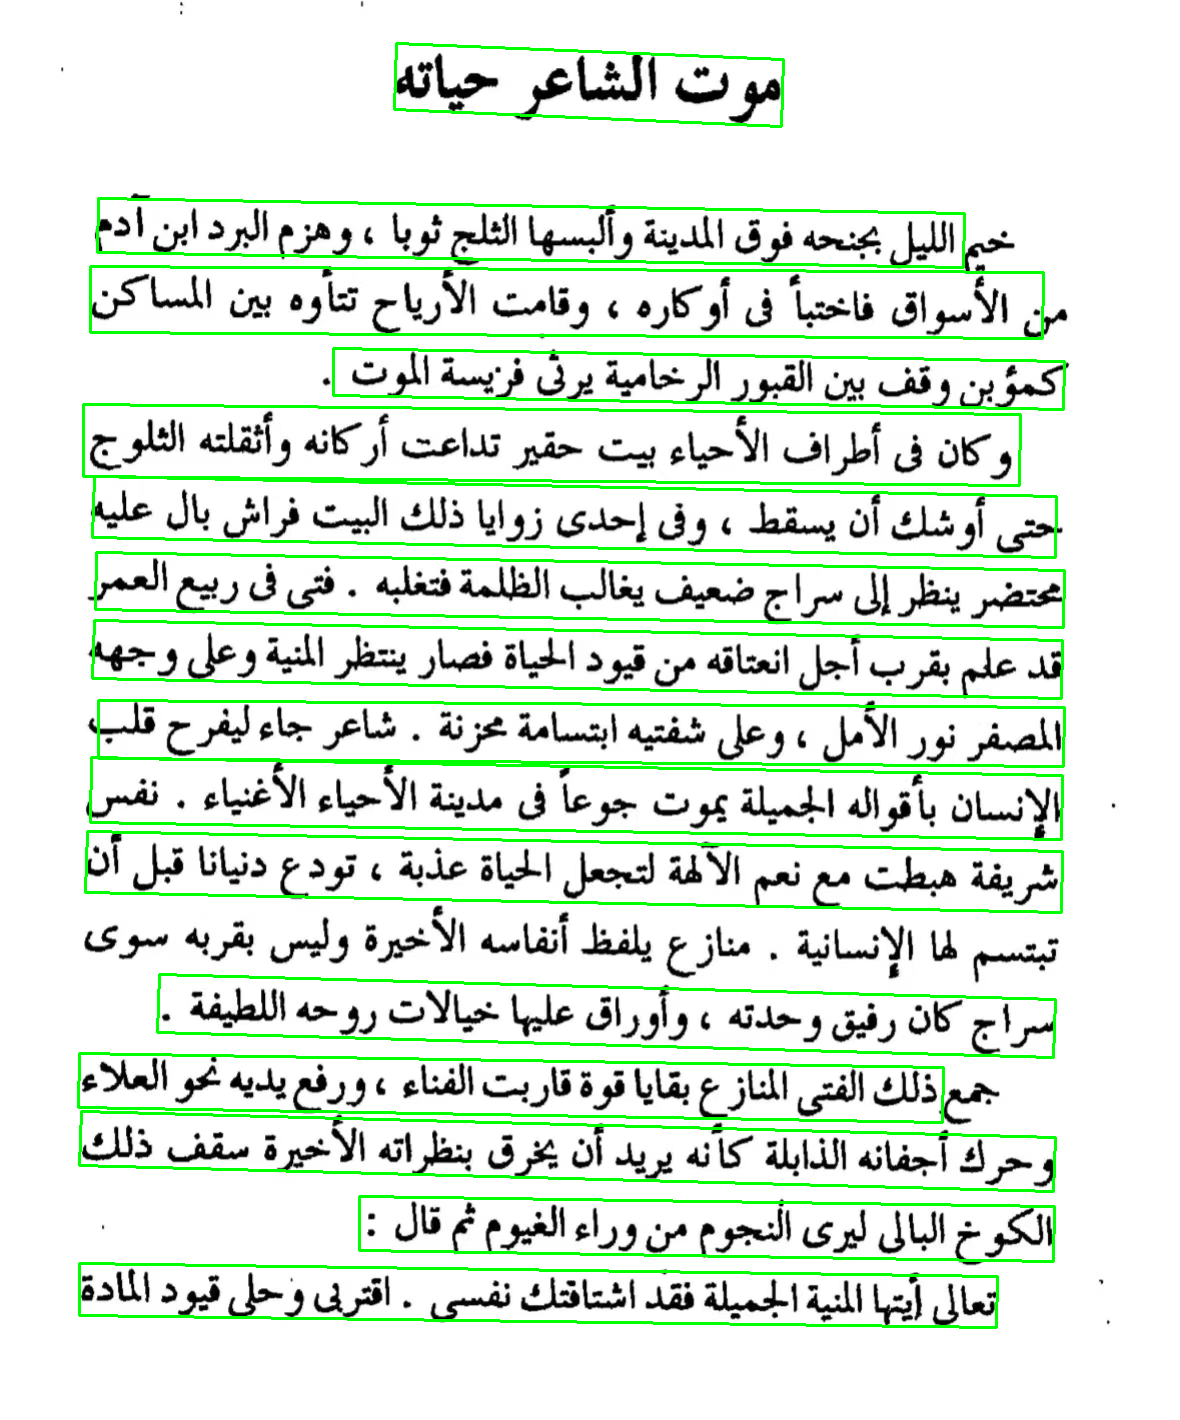 موت الشاعر حياته
خيم الليل بجنحه فوق المدينة وألبسها الثلج ثوبا ، وهزم البرد ابن آدم
من الأسواق فاختبأ فى أوكاره ، وقامت الأرياح تتأوه بين المساكن
كمؤبن وقف بين القبور الرخامية يرثى فريسة الموت .
وكان فى أطراف الأحياء بيت حقير تداعت أركانه وأثقلته الثلوج
حتى أوشك أن يسقط ، وفى إحدى زوايا ذلك البيت فراش بال عليه
محتضر ينظر إلى سراج ضعيف يغالب الظلمة فتغلبه . فتى فى ربيع العمر
قد علم بقرب أجل انعتاقه من قيود الحياة فصار ينتظر المنية وعلى وجهه
المصفر نور الأمل ، وعلى شفتيه ابتسامة محزنة . شاعر جاء ليفرح قلب
الإنسان بأقواله الجميلة يموت جوعاً فى مدينة الأحياء الأغنياء . نفس
شريفة هبطت مع نعم الآلهة لتجعل الحياة عذبة ، تودع دنيانا قبل أن
تبتسم لها الإنسانية . منازع يلفظ أنفاسه الأخيرة وليس بقربه سوى
سراج كان رفيق وحدته ، وأوراق عليها خيالات روحه اللطيفة .
جمع ذلك الفتى المنازع بقايا قوة قاربت الفناء ، ورفع يديه نحو العلاء
وحرك أجفانه الذابلة كأنه يريد أن يخرق بنظراته الأخيرة سقف ذلك
الكوخ البالى ليرى النجوم من وراء الغيوم ثم قال :
تعالى أيتها المنية الجميلة فقد اشتاقتك نفسى . اقتربى وحلى قيود المادة